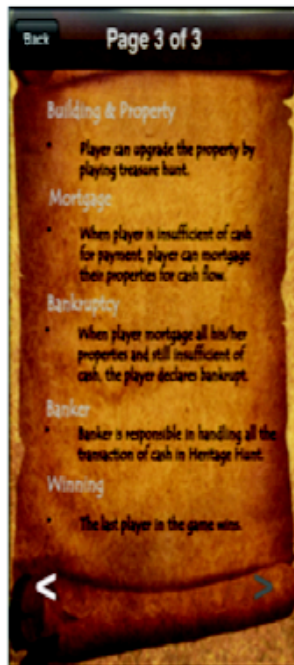 Back
Page 3 of 3
Building & Property
• Player can upgrade the property by
playing treasure hunt.
Mortgage
• When player is insufficient of cash
for payment, player can mortgage
their properties for cash flow.
Bankruptcy
• When player mortgage all his/her
properties and still insufficient of
cash, the player declares bankrupt.
Banker
• Banker is responsible in handling all the
transaction of cash in Heritage Hunt.
Winning
• The last player in the game wins.
< >